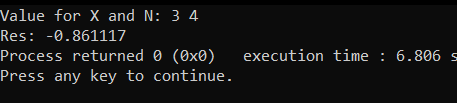 Value for X and N: 3 4
Res: -0.861117
Process returned 0 (0x0)   execution time : 6.806 s
Press any key to continue.